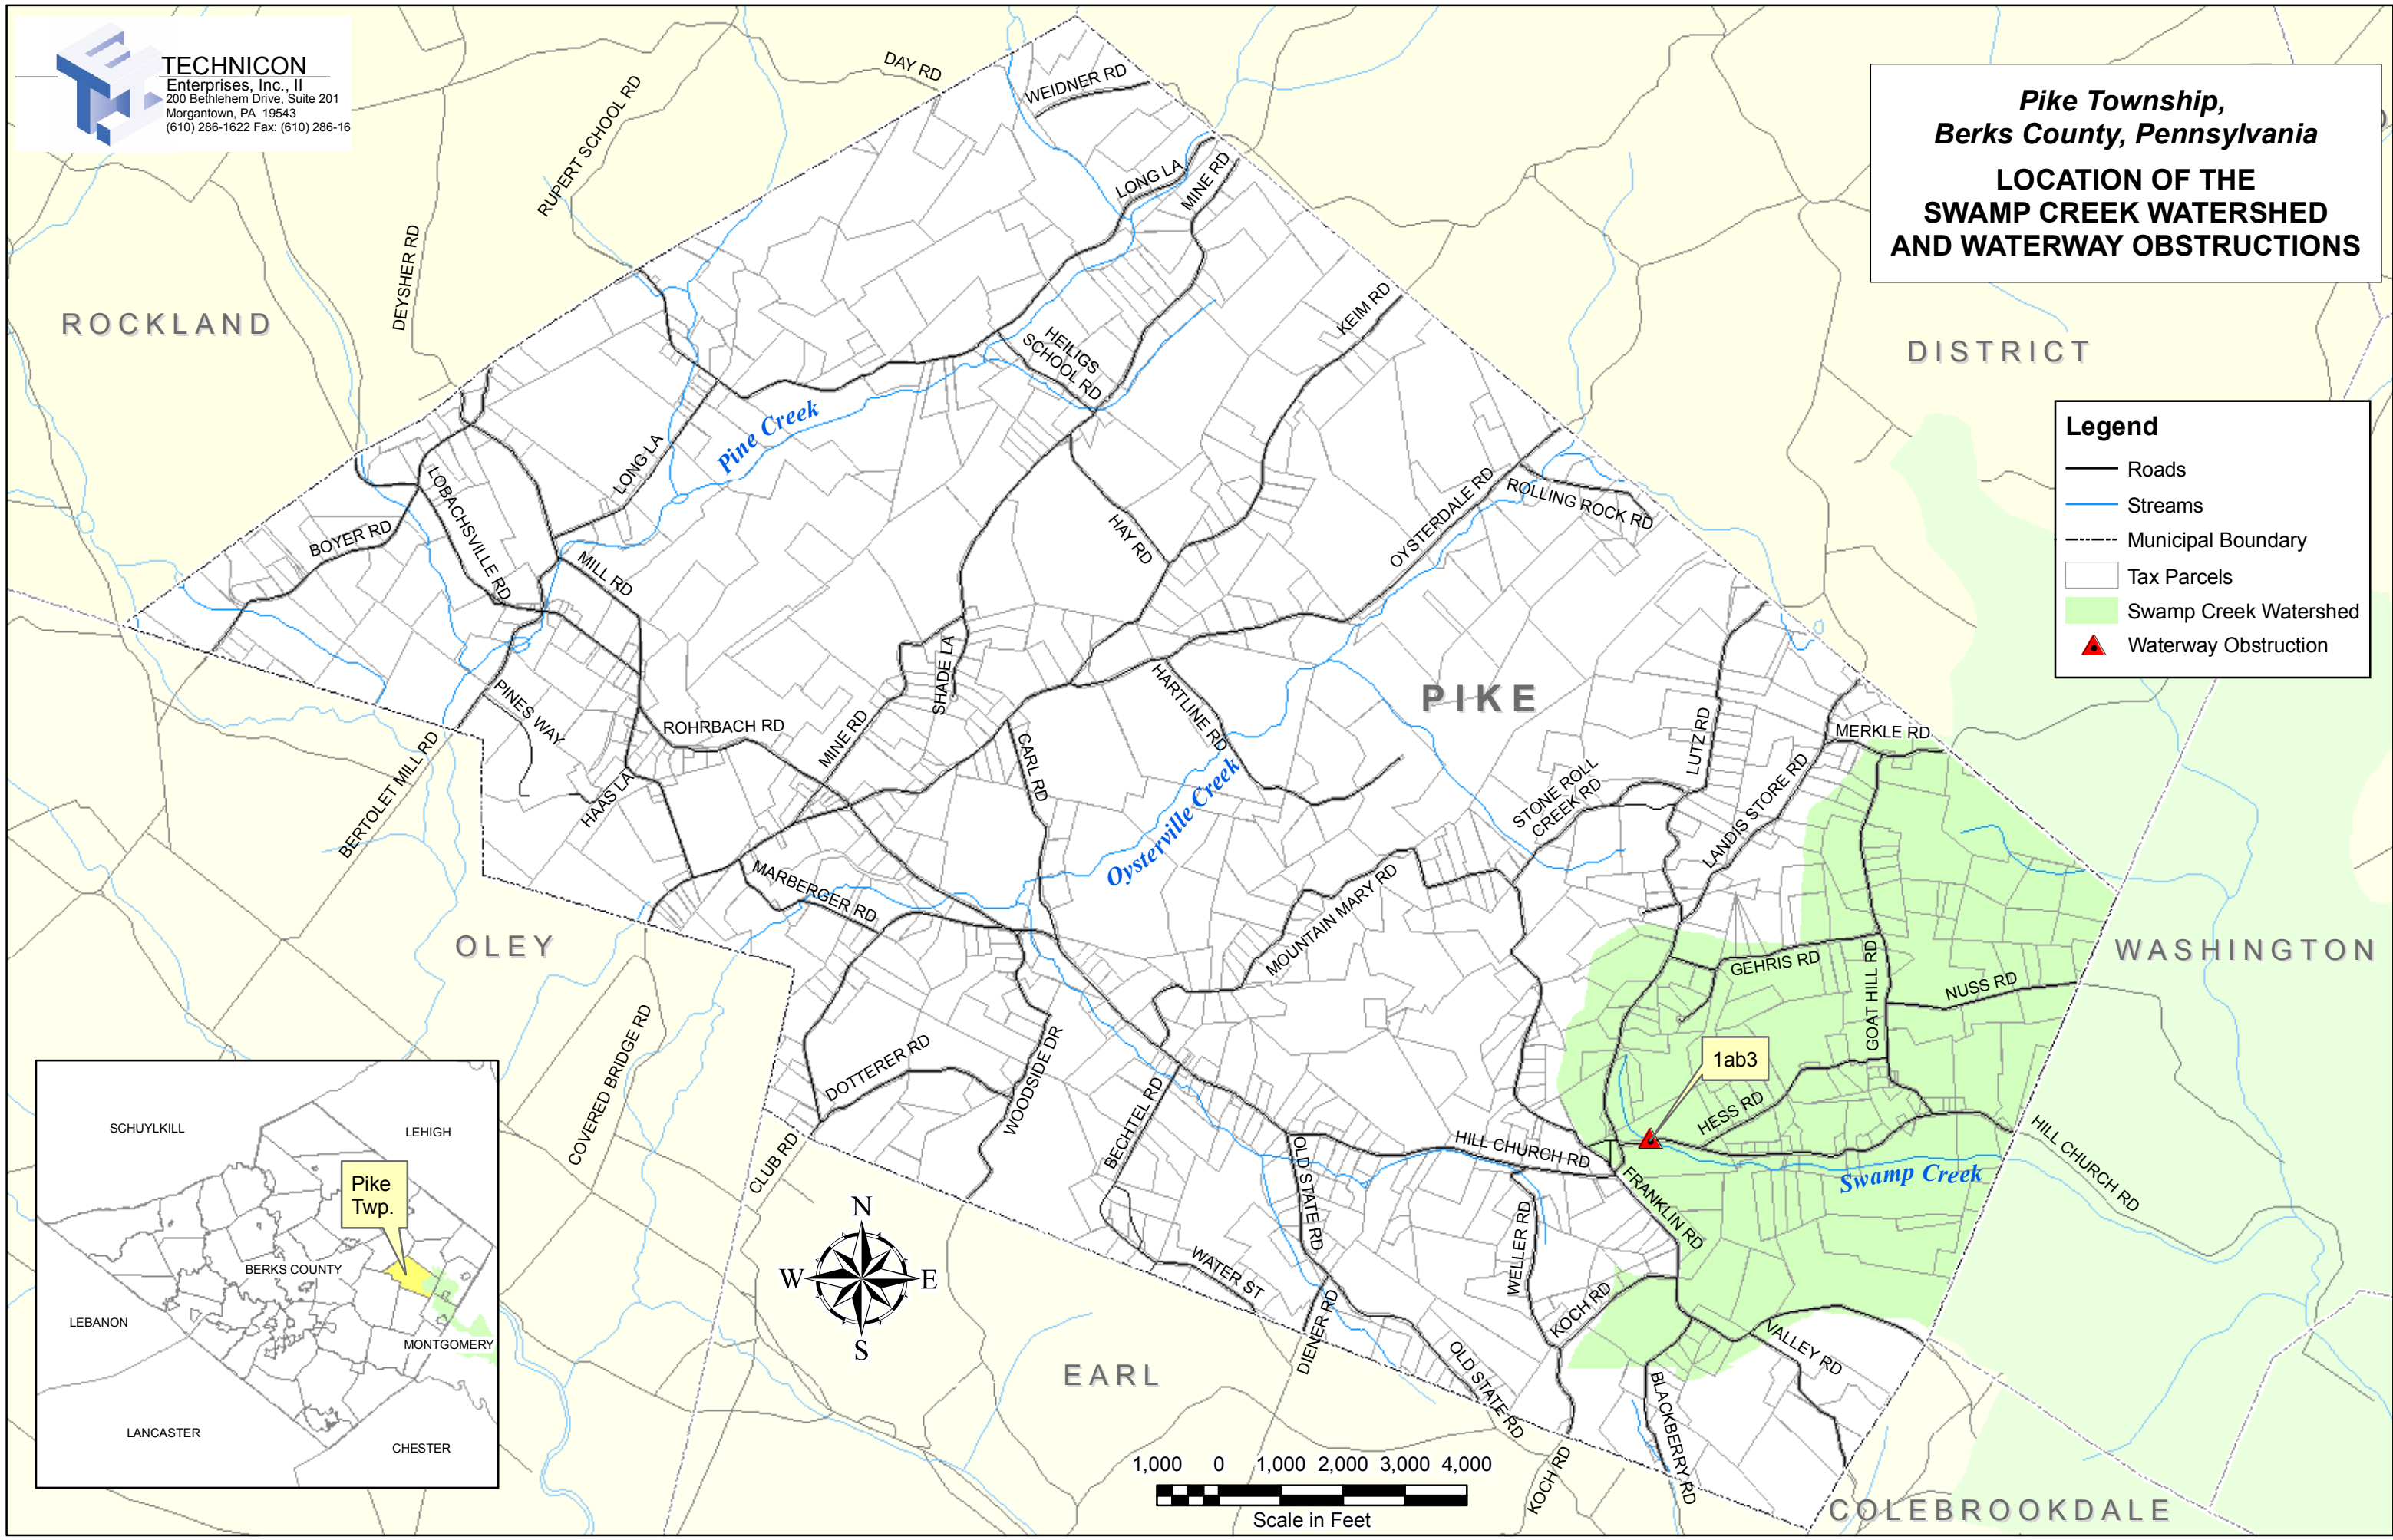 TECHNICON
Enterprises, Inc., II
200 Bethlehem Drive, Suite 201
Morgantown, PA 19543
(610) 286-1622 Fax: (610) 286-16
Pike Township,
Berks County, Pennsylvania
LOCATION OF THE
SWAMP CREEK WATERSHED
AND WATERWAY OBSTRUCTIONS
Legend
Roads
Streams
Municipal Boundary
Tax Parcels
Swamp Creek Watershed
Waterway Obstruction
DAY RD
WEIDNER RD
RUPERT SCHOOL RD
LONG LA
MINE RD
DEYSHER RD
ROCKLAND
DISTRICT
KEIM RD
HEILIGS
SCHOOL RD
Pine Creek
LONG LA
LOBACHSVILLE RD
BOYER RD
MILL RD
HAY RD
OYSTERDALE RD
ROLLING ROCK RD
SHADE LA
HARTLINE RD
PIKE
PINES WAY
ROHRBACH RD
MINE RD
CARL RD
LUTZ RD
MERKLE RD
BERTOLET MILL RD
HAAS LA
Oysterville Creek
STONE ROLL
CREEK RD
LANDIS STORE RD
MARBERGER RD
MOUNTAIN MARY RD
OLEY
WASHINGTON
GEHRIS RD
GOAT HILL RD
NUSS RD
COVERED BRIDGE RD
DOTTERER RD
WOODSIDE DR
1ab3
HESS RD
BECHTEL RD
CLUB RD
OLD STATE RD
HILL CHURCH RD
HILL CHURCH RD
FRANKLIN RD
Swamp Creek
WELLER RD
WATER ST
KOCH RD
DIENER RD
VALLEY RD
OLD STATE RD
BLACKBERRY RD
EARL
KOCH RD
COLEBROOKDALE
N
W
E
S
1,000 0 1,000 2,000 3,000 4,000
Scale in Feet
SCHUYLKILL
LEHIGH
Pike
Twp.
BERKS COUNTY
LEBANON
MONTGOMERY
LANCASTER
CHESTER